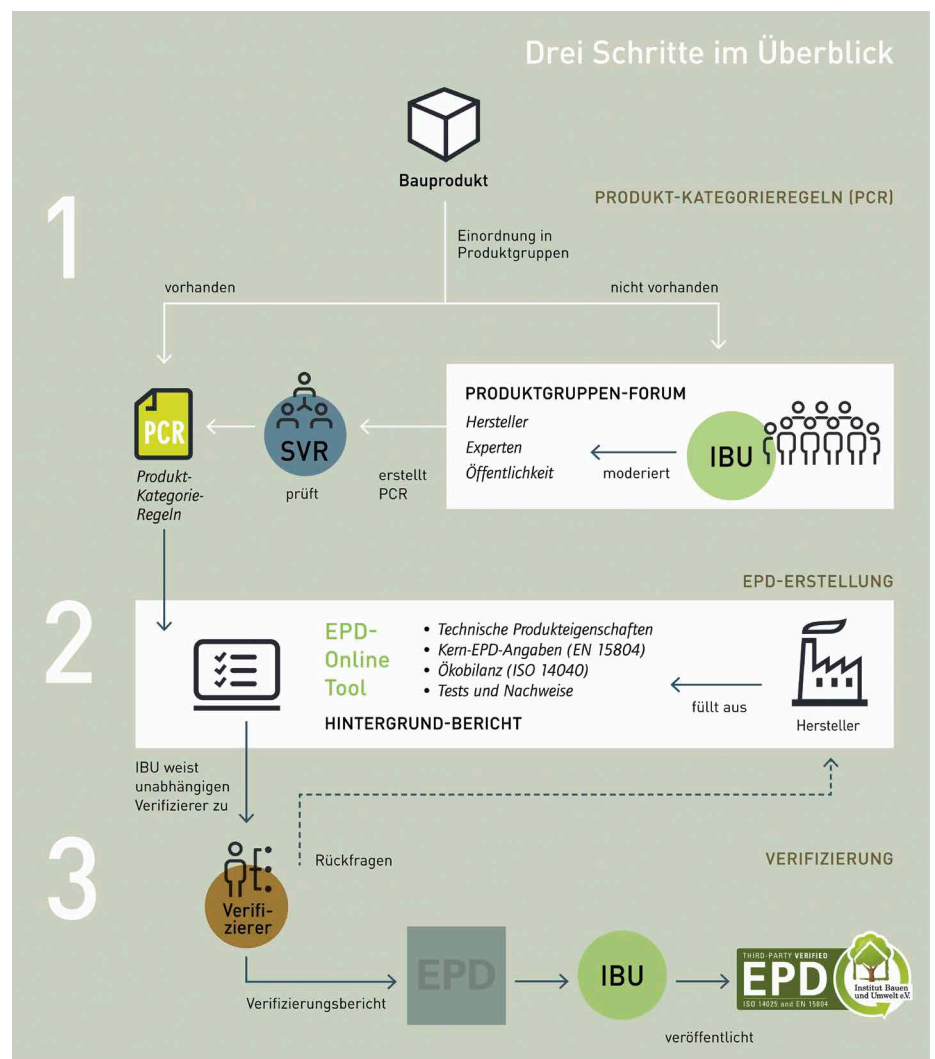 Drei Schritte im Überblick
Bauprodukt
1
PRODUKT-KATEGORIEREGELN (PCR)
Einordnung in
Produktgruppen
vorhanden
nicht vorhanden
PCR
Produkt-
Kategorie-
Regeln
SVR
prüft
erstellt
PCR
PRODUKTGRUPPEN-FORUM
Hersteller
Experten
Öffentlichkeit
moderiert
IBU
EPD-ERSTELLUNG
2
EPD-
Online
Tool
• Technische Produkteigenschaften
• Kern-EPD-Angaben (EN 15804)
• Ökobilanz (ISO 14040)
• Tests und Nachweise
HINTERGRUND-BERICHT
füllt aus
Hersteller
IBU weist
unabhängigen
Verifizierer zu
3
Rückfragen
VERIFIZIERUNG
Verifi-
zierer
Verifizierungsbericht
EPD
IBU
veröffentlicht
THIRD-PARTY VERIFIED
EPD
ISO 14025 and EN 15804
Institut Bauen
und Umwelt e.V.